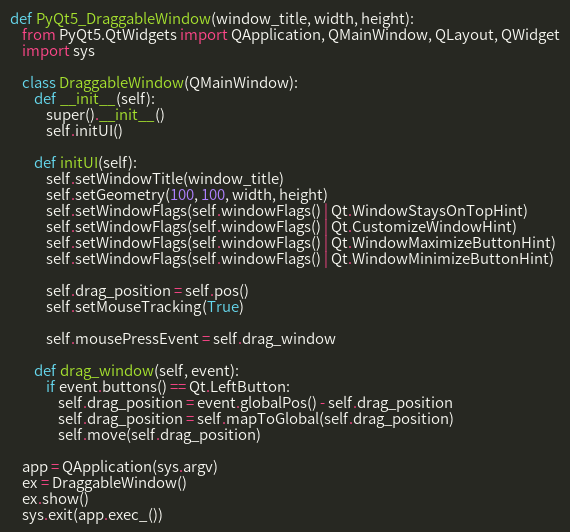 def PyQt5_DraggableWindow(window_title, width, height):
    from PyQt5.QtWidgets import QApplication, QMainWindow, QLayout, QWidget
    import sys

    class DraggableWindow(QMainWindow):
        def __init__(self):
            super().__init__()
            self.initUI()

        def initUI(self):
            self.setWindowTitle(window_title)
            self.setGeometry(100, 100, width, height)
            self.setWindowFlags(self.windowFlags() | Qt.WindowStaysOnTopHint)
            self.setWindowFlags(self.windowFlags() | Qt.CustomizeWindowHint)
            self.setWindowFlags(self.windowFlags() | Qt.WindowMaximizeButtonHint)
            self.setWindowFlags(self.windowFlags() | Qt.WindowMinimizeButtonHint)

            self.drag_position = self.pos()
            self.setMouseTracking(True)

            self.mousePressEvent = self.drag_window

        def drag_window(self, event):
            if event.buttons() == Qt.LeftButton:
                self.drag_position = event.globalPos() - self.drag_position
                self.drag_position = self.mapToGlobal(self.drag_position)
                self.move(self.drag_position)

    app = QApplication(sys.argv)
    ex = DraggableWindow()
    ex.show()
    sys.exit(app.exec_())